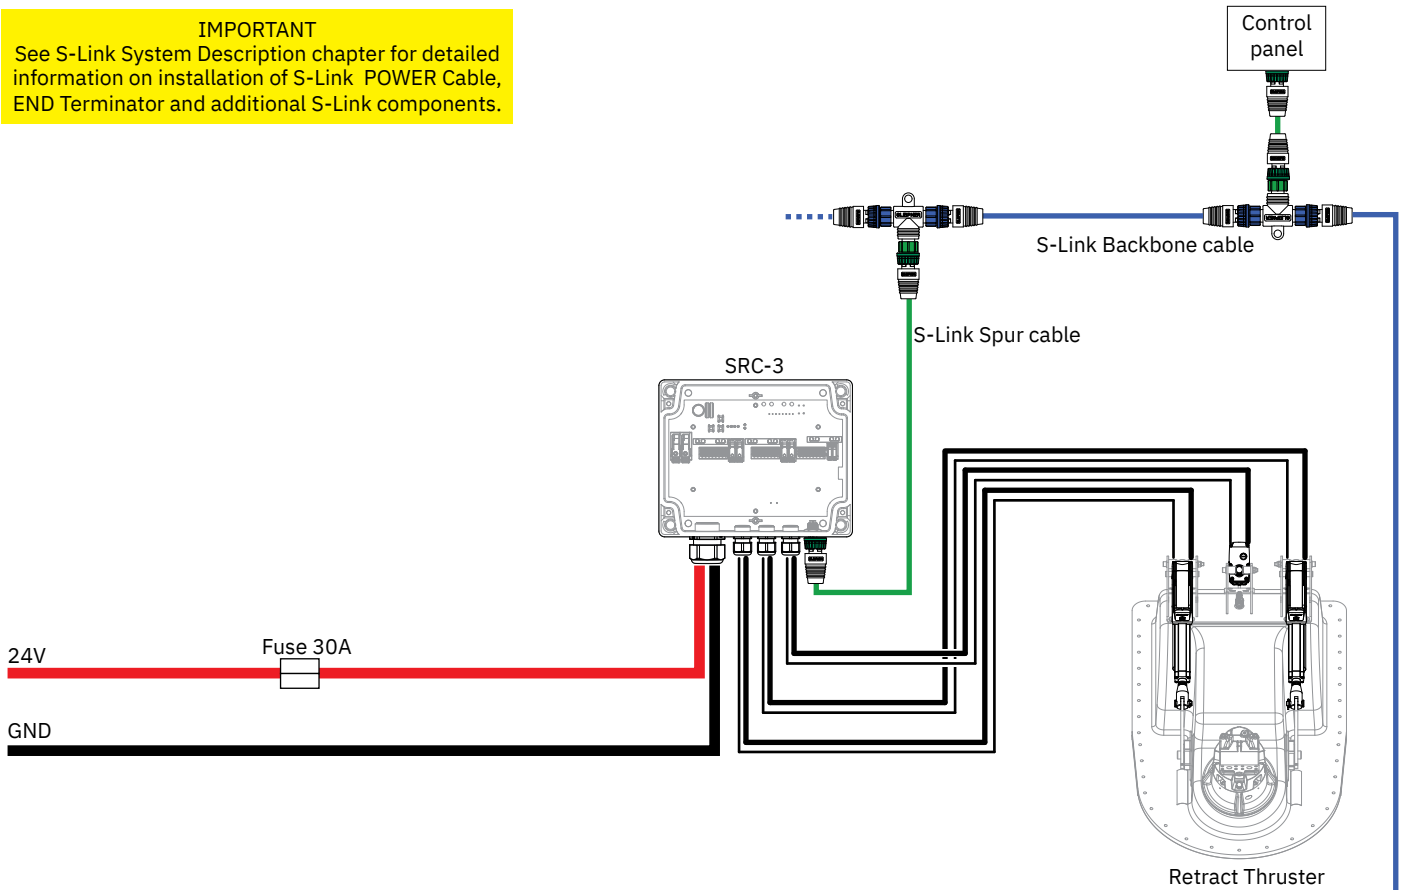 IMPORTANT
See S-Link System Description chapter for detailed
information on installation of S-Link POWER Cable,
END Terminator and additional S-Link components.
Control
panel
S-Link Backbone cable
S-Link Spur cable
SRC-3
Fuse 30A
24V
GND
Retract Thruster